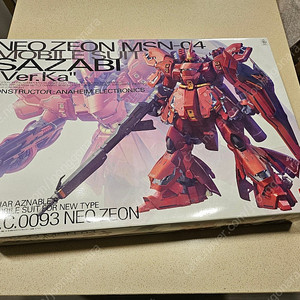 NEO ZEON MSN-04
MOBILE SUIT
SAZABI
"Ver.Ka"
CONSTRUCTOR: ANAHEIM ELECTRONICS
CHAR AZNABLE'S
MOBILE SUIT FOR NEW TYPE
U.C.0093 NEO ZEON